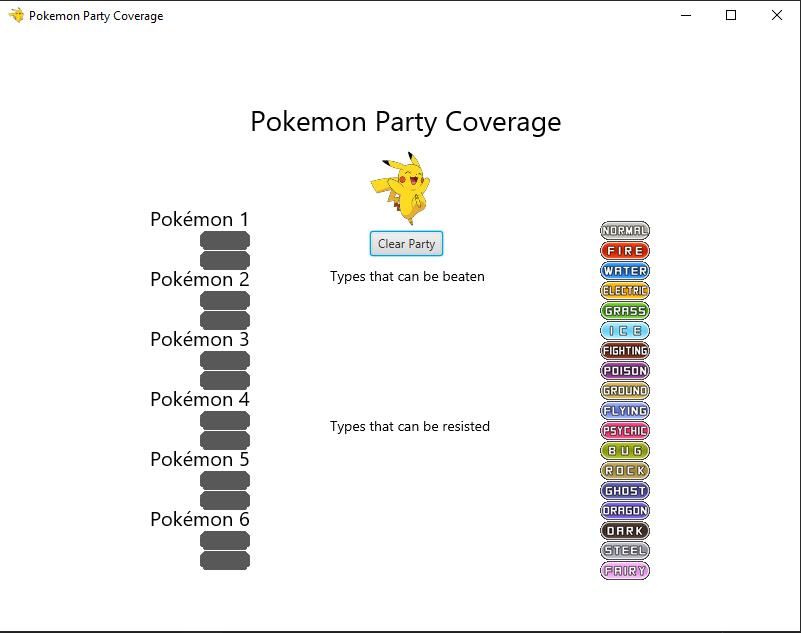 Pokemon Party Coverage
Pokemon Party Coverage
Clear Party
Pokémon 1
Pokémon 2
Pokémon 3
Pokémon 4
Pokémon 5
Pokémon 6
Types that can be beaten
Types that can be resisted
NORMAL
FIRE
WATER
ELECTRIC
GRASS
ICE
FIGHTING
POISON
GROUND
FLYING
PSYCHIC
BUG
ROCK
GHOST
DRAGON
DARK
STEEL
FAIRY